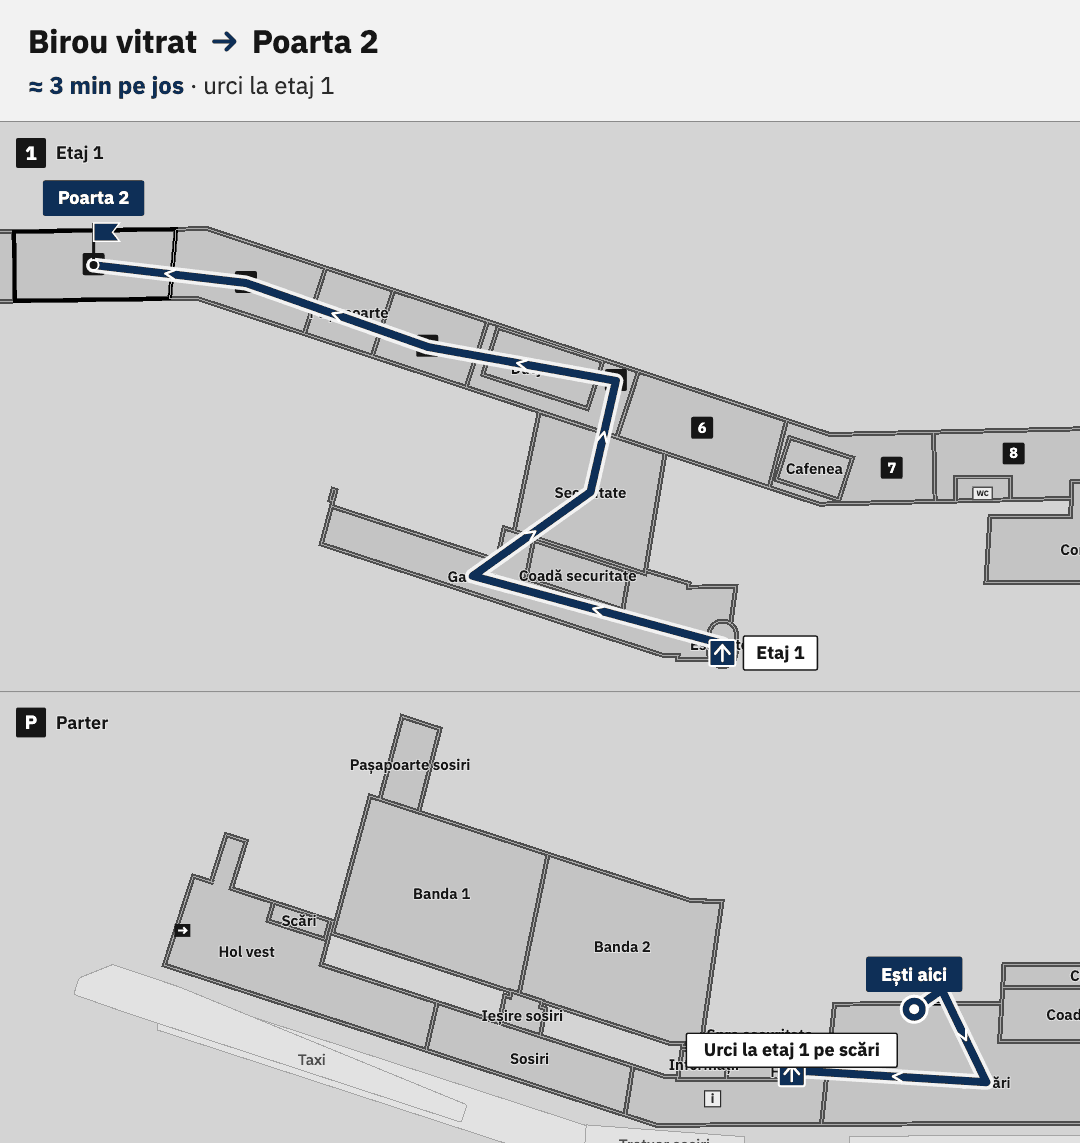 Birou vitrat → Poarta 2
≈ 3 min pe jos · urci la etaj 1
1 Etaj 1
Poarta 2
6
Cafenea
7
8
WC
Coadă securitate
Etaj 1
P Parter
Pașapoarte sosiri
Banda 1
Scări
Banda 2
Hol vest
Ești aici
Ieșire sosiri
Urci la etaj 1 pe scări
Sosiri
Taxi
i